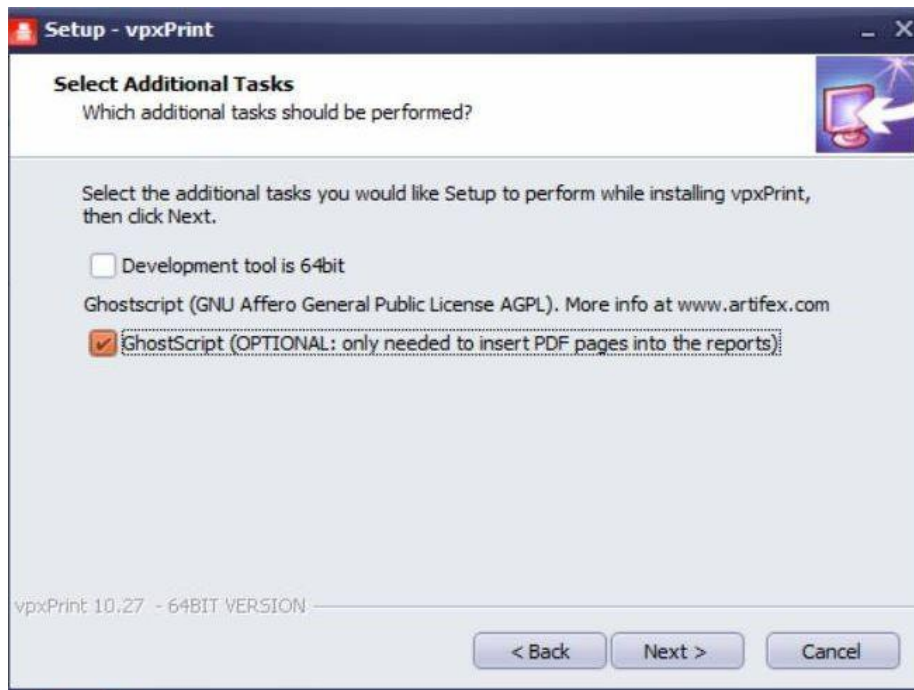 Setup - vpxPrint
Select Additional Tasks
Which additional tasks should be performed?
Select the additional tasks you would like Setup to perform while installing vpxPrint,
then click Next.
Development tool is 64bit
Ghostscript (GNU Affero General Public License AGPL). More info at www.artifex.com
GhostScript (OPTIONAL: only needed to insert PDF pages into the reports)
vpxPrint 10.27 - 64BIT VERSION
< Back
Next >
Cancel